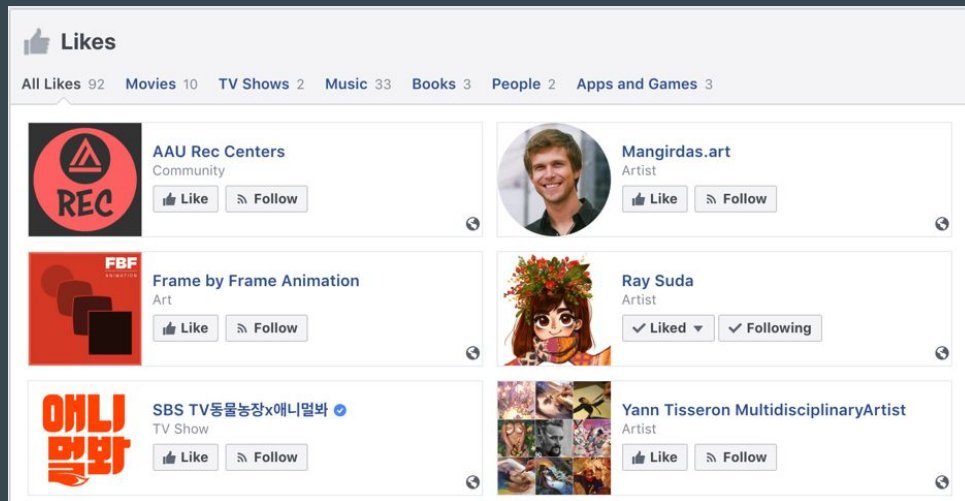 Likes
All Likes 92 Movies 10 TV Shows 2 Music 33 Books 3 People 2 Apps and Games 3
REC
AAU Rec Centers
Community
Like Follow
Mangirdas.art
Artist
Like Follow
FBF
ANIMATION
Frame by Frame Animation
Art
Like Follow
Ray Suda
Artist
Liked Following
애니
멀봐
SBS TV동물농장x애니멀봐
TV Show
Like Follow
Yann Tisseron MultidisciplinaryArtist
Artist
Like Follow